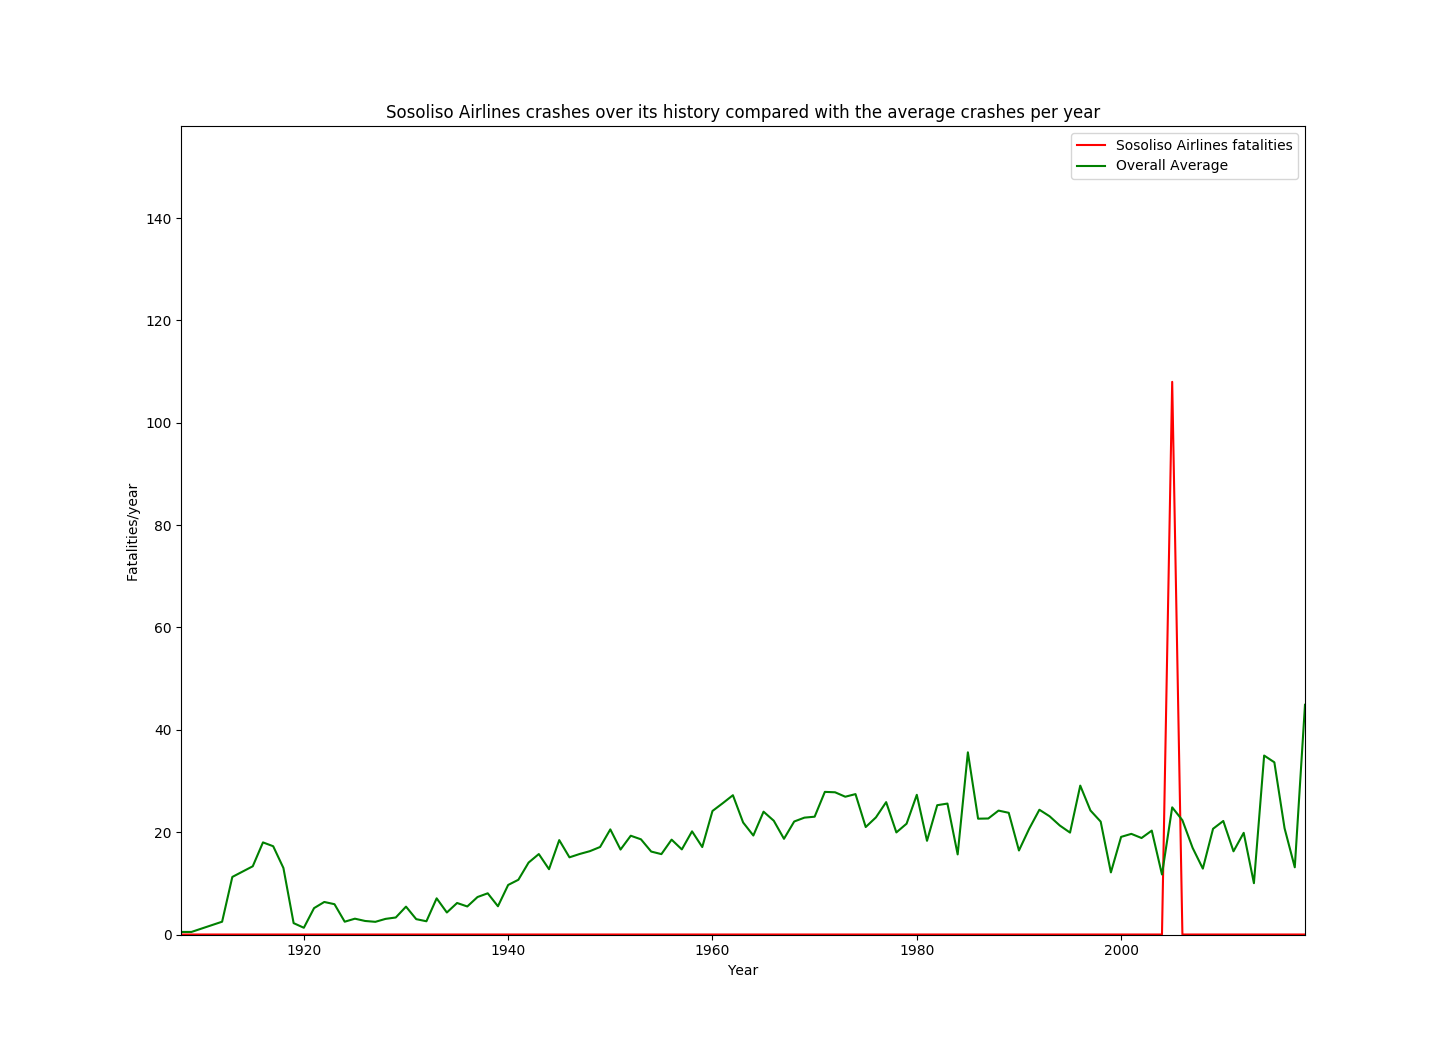 Sosoliso Airlines crashes over its history compared with the average crashes per year
Sosoliso Airlines fatalities
Overall Average
140
120
100
80
60
40
20
0
Fatalities/year
1920 1940 1960 1980 2000
Year